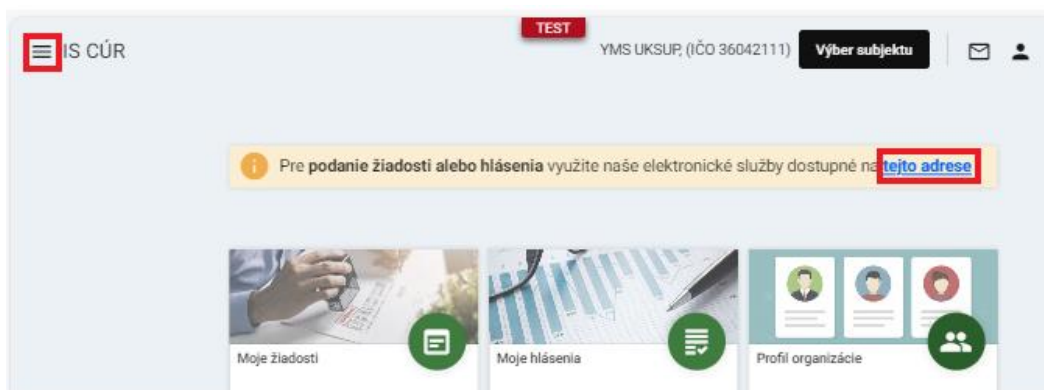 TEST
IS CÚR
YMS UKSUP, (IČO 36042111)
Výber subjektu
Pre podanie žiadosti alebo hlásenia využite naše elektronické služby dostupné na tejto adrese
Moje žiadosti
Moje hlásenia
Profil organizácie